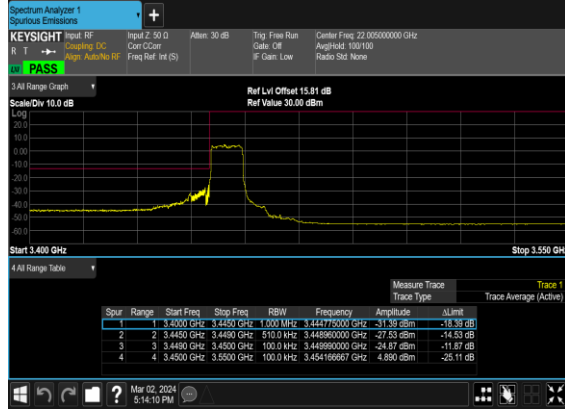 Spectrum Analyzer 1
Spurious Emissions
KEYSIGHT Input: RF Input Z: 50 Ω Atten: 30 dB Trig: Free Run Center Freq: 22.005000000 GHz
R T Coupling: DC Corr CCorr Gate: Off Avg|Hold: 100/100
Align: Auto/No RF Freq Ref: Int (S) IF Gain: Low Radio Std: None
PASS
3 All Range Graph
Ref Lvl Offset 15.81 dB
Scale/Div 10.0 dB Ref Value 30.00 dBm
Log
20.0
10.0
0.00
-10.0
-20.0
-30.0
-40.0
-50.0
-60.0
Start 3.400 GHz Stop 3.550 GHz
4 All Range Table
Measure Trace Trace 1
Trace Type Trace Average (Active)
Spur Range Start Freq Stop Freq RBW Frequency Amplitude ΔLimit
1 1 3.4000 GHz 3.4450 GHz 1.000 MHz 3.444775000 GHz -31.39 dBm -18.39 dB
2 2 3.4450 GHz 3.4490 GHz 510.0 kHz 3.448960000 GHz -27.53 dBm -14.53 dB
3 3 3.4490 GHz 3.4500 GHz 100.0 kHz 3.449990000 GHz -24.87 dBm -11.87 dB
4 4 3.4500 GHz 3.5500 GHz 100.0 kHz 3.454166667 GHz 4.890 dBm -25.11 dB
? Mar 02, 2024
5:14:10 PM